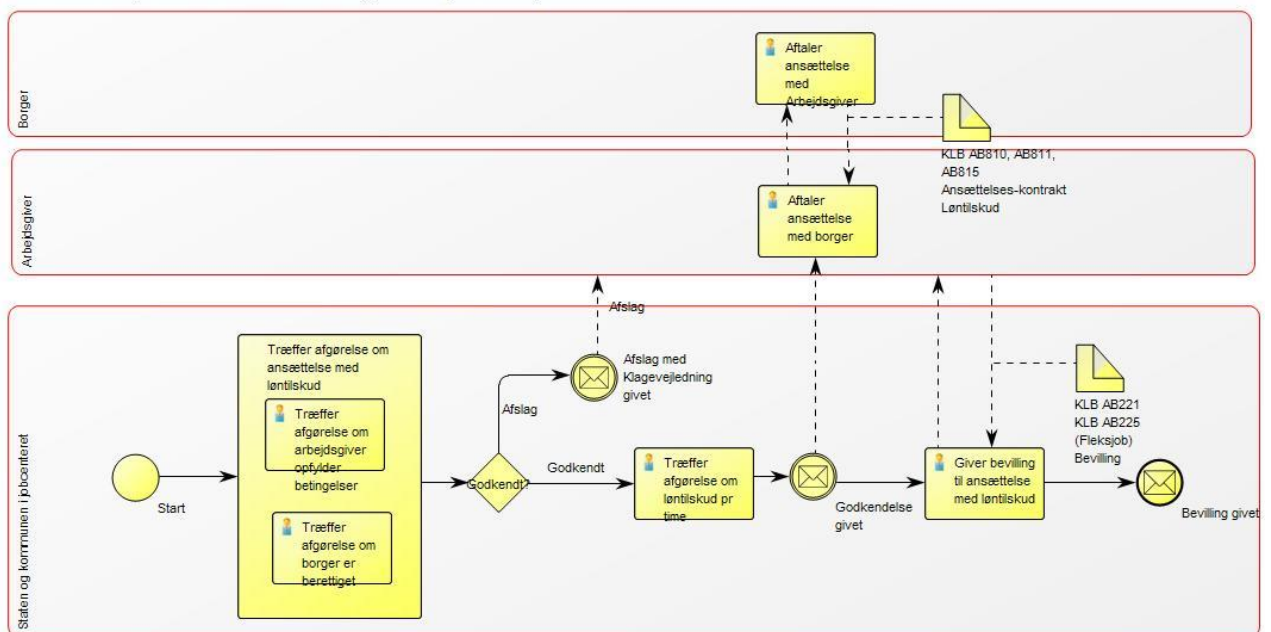 Borger
Aftaler
ansættelse
med
Arbejdsgiver
KLB AB810, AB811,
AB815
Ansættelses-kontrakt
Løntilskud
Arbejdsgiver
Aftaler
ansættelse
med borger
Staten og kommunen i jobcenteret
Afslag
Træffer afgørelse om
ansættelse med
løntilskud
Træffer
afgørelse om
arbejdsgiver
opfylder
betingelser
Træffer
afgørelse om
borger er
berettiget
Start
Godkendt?
Afslag
Afslag med
Klagevejledning
givet
Godkendt
Træffer
afgørelse om
løntilskud pr
time
Godkendelse
givet
Giver bevilling
til ansættelse
med løntilskud
KLB AB221
KLB AB225
(Fleksjob)
Bevilling
Bevilling givet